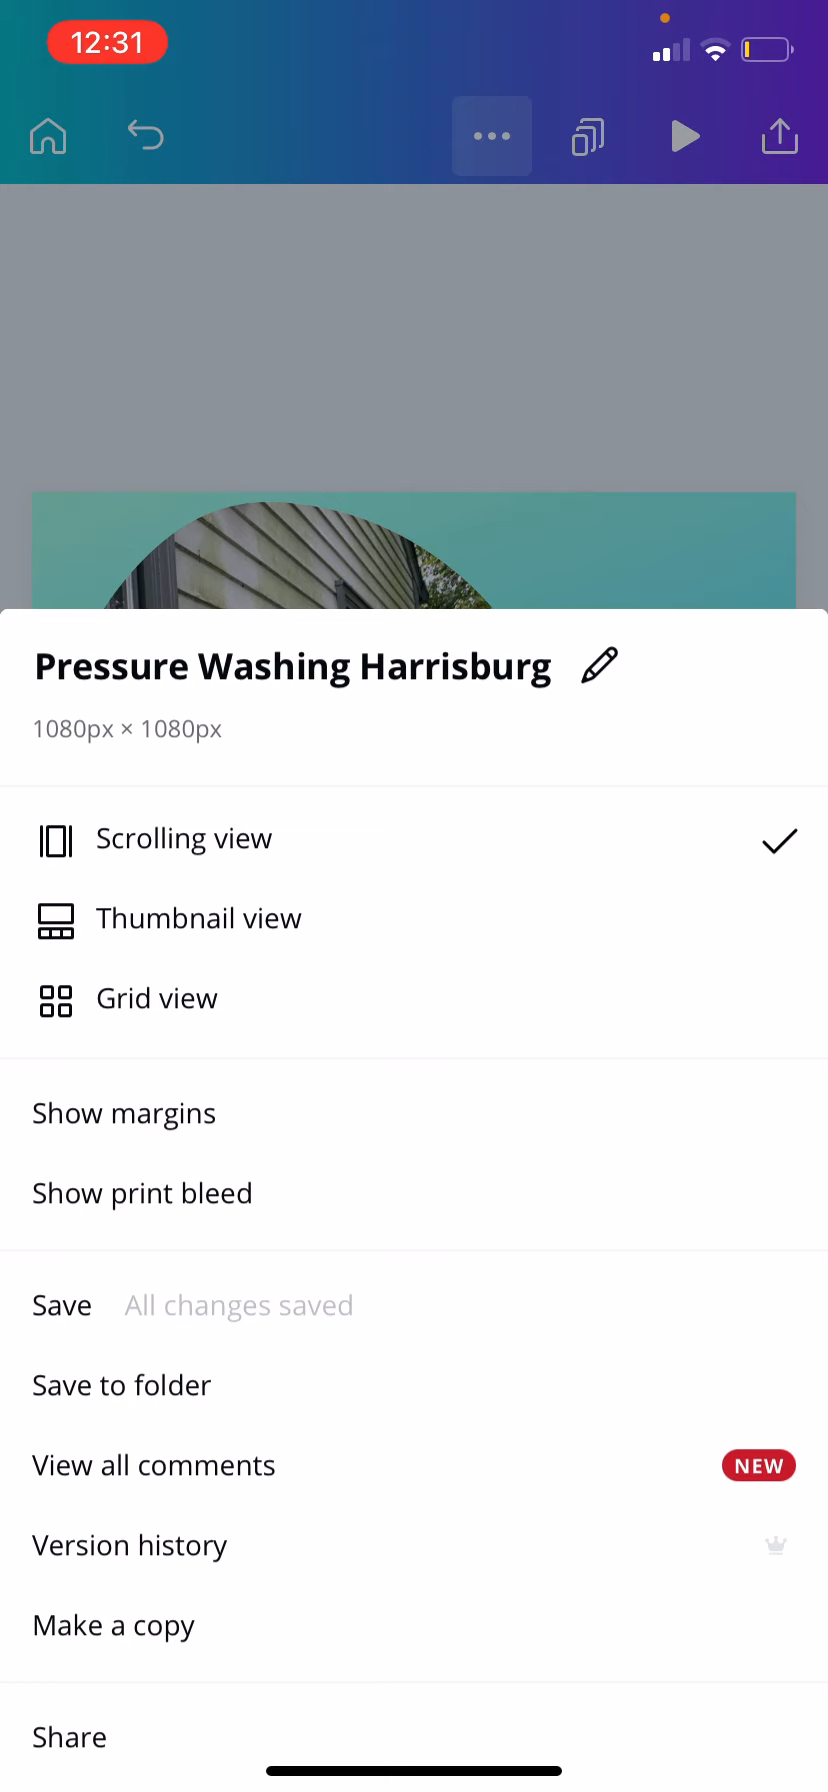 12:31
Pressure Washing Harrisburg
1080px × 1080px
Scrolling view
Thumbnail view
Grid view
Show margins
Show print bleed
Save All changes saved
Save to folder
View all comments NEW
Version history
Make a copy
Share